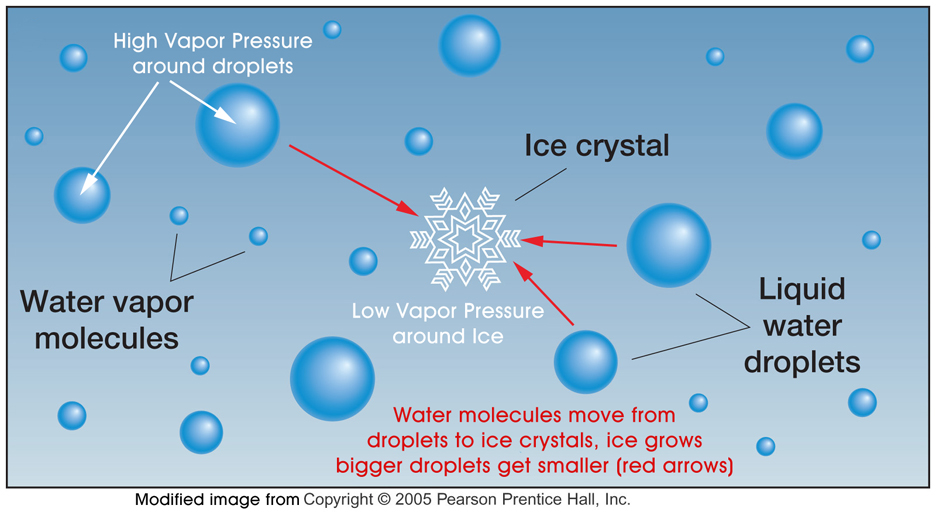 High Vapor Pressure
around droplets
Ice crystal
Water vapor
molecules
Low Vapor Pressure
around Ice
Liquid
water
droplets
Water molecules move from
droplets to ice crystals, ice grows
bigger droplets get smaller (red arrows)
Modified image from Copyright © 2005 Pearson Prentice Hall, Inc.